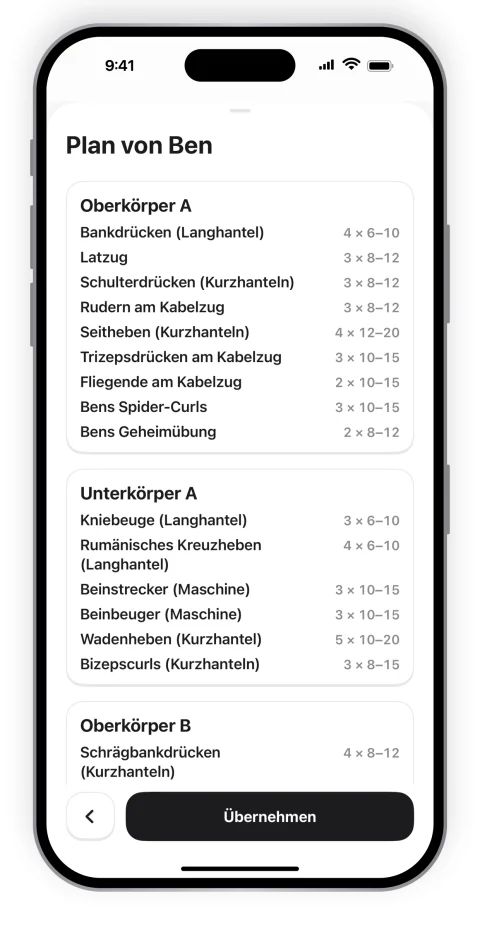 9:41
Plan von Ben
Oberkörper A
Bankdrücken (Langhantel) 4 × 6–10
Latzug 3 × 8–12
Schulterdrücken (Kurzhanteln) 3 × 8–12
Rudern am Kabelzug 3 × 8–12
Seitheben (Kurzhanteln) 4 × 12–20
Trizepsdrücken am Kabelzug 3 × 10–15
Fliegende am Kabelzug 2 × 10–15
Bens Spider-Curls 3 × 10–15
Bens Geheimübung 2 × 8–12
Unterkörper A
Kniebeuge (Langhantel) 3 × 6–10
Rumänisches Kreuzheben 4 × 6–10
(Langhantel)
Beinstrecker (Maschine) 3 × 10–15
Beinbeuger (Maschine) 3 × 10–15
Wadenheben (Kurzhantel) 5 × 10–20
Bizepscurls (Kurzhanteln) 3 × 8–15
Oberkörper B
Schrägbankdrücken 4 × 8–12
(Kurzhanteln)
Übernehmen